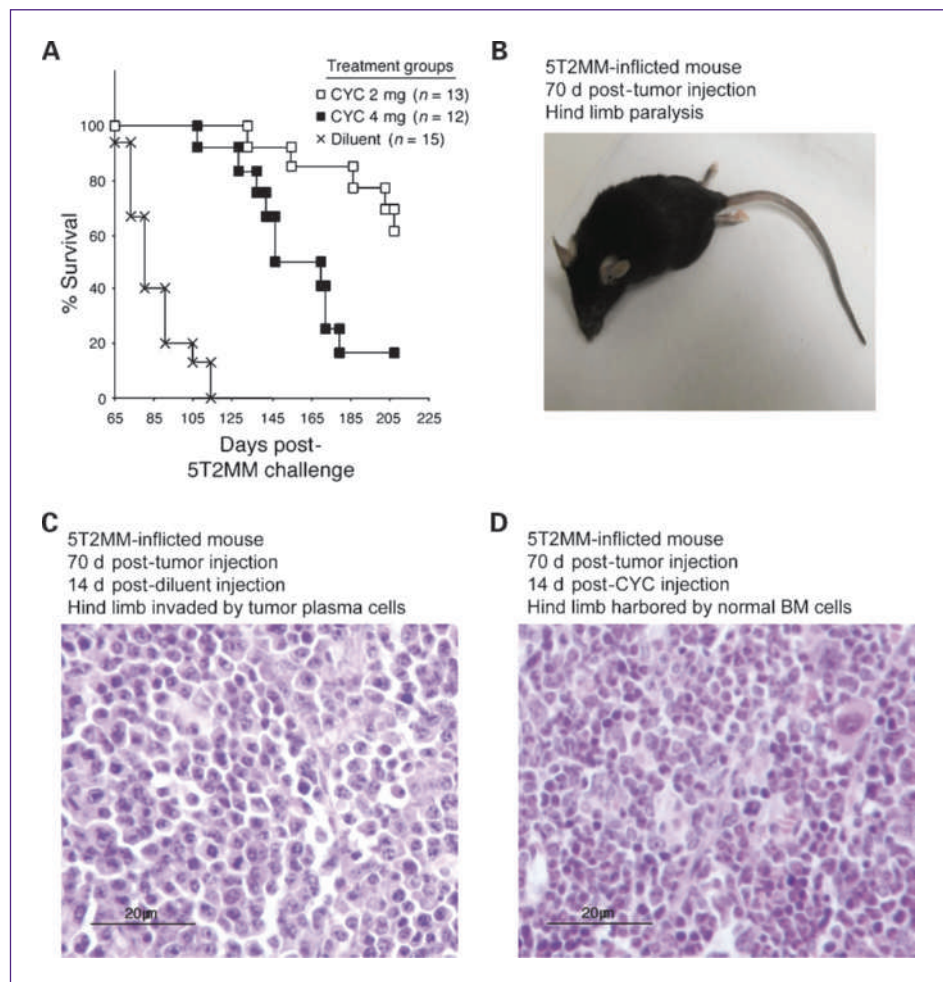 A
Treatment groups
CYC 2 mg (n = 13)
CYC 4 mg (n = 12)
Diluent (n = 15)
100
80
60
40
20
0
% Survival
65 85 105 125 145 165 185 205 225
Days post-
5T2MM challenge
B
5T2MM-inflicted mouse
70 d post-tumor injection
Hind limb paralysis
C
5T2MM-inflicted mouse
70 d post-tumor injection
14 d post-diluent injection
Hind limb invaded by tumor plasma cells
20μm
D
5T2MM-inflicted mouse
70 d post-tumor injection
14 d post-CYC injection
Hind limb harbored by normal BM cells
20μm